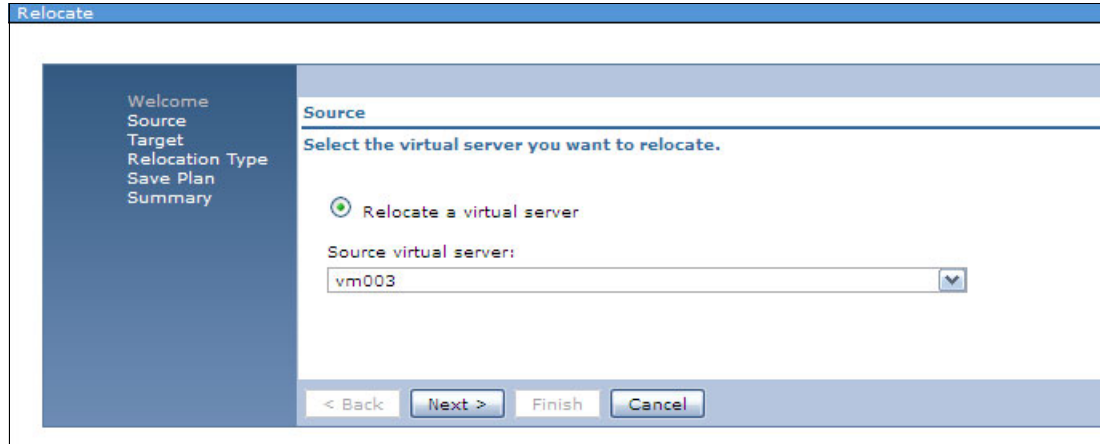 Relocate
Welcome
Source
Target
Relocation Type
Save Plan
Summary
Source
Select the virtual server you want to relocate.
Relocate a virtual server
Source virtual server:
vm003
< Back Next > Finish Cancel